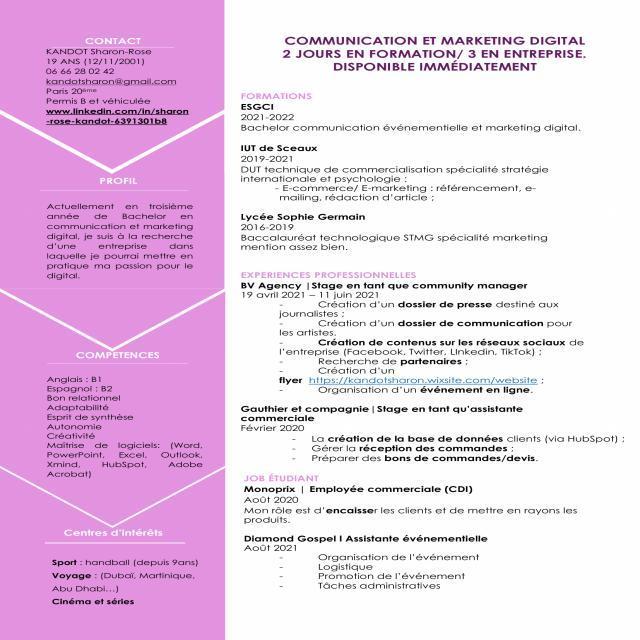 CONTACT
KANDOT Sharon-Rose
19 ANS (12/11/2001)
06 66 28 02 42
kandotsharon@gmail.com
Paris 20ème
Permis B et véhiculée
www.linkedin.com/in/sharon
-rose-kandot-6391301b8
PROFIL
Actuellement en troisième
année de Bachelor en
communication et marketing
digital, je suis à la recherche
d'une entreprise dans
laquelle je pourrai mettre en
pratique ma passion pour le
digital.
COMPETENCES
Anglais : B1
Espagnol : B2
Bon relationnel
Adaptabilité
Esprit de synthèse
Autonomie
Créativité
Maîtrise de logiciels: (Word,
PowerPoint, Excel, Outlook,
Xmind, HubSpot, Adobe
Acrobat)
Centres d'Intérêts
Sport : handball (depuis 9ans)
Voyage : (Dubaï, Martinique,
Abu Dhabi…)
Cinéma et séries
COMMUNICATION ET MARKETING DIGITAL
2 JOURS EN FORMATION/ 3 EN ENTREPRISE.
DISPONIBLE IMMÉDIATEMENT
FORMATIONS
ESGCI
2021-2022
Bachelor communication événementielle et marketing digital.
IUT de Sceaux
2019-2021
DUT technique de commercialisation spécialité stratégie
internationale et psychologie ;
- E-commerce/ E-marketing : référencement, e-
mailing, rédaction d'article ;
Lycée Sophie Germain
2016-2019
Baccalauréat technologique STMG spécialité marketing
mention assez bien.
EXPERIENCES PROFESSIONNELLES
BV Agency |Stage en tant que community manager
19 avril 2021 – 11 juin 2021
- Création d'un dossier de presse destiné aux
journalistes ;
- Création d'un dossier de communication pour
les artistes.
- Création de contenus sur les réseaux sociaux de
l'entreprise (Facebook, Twitter, LInkedin, TikTok) ;
- Recherche de partenaires ;
- Création d'un
flyer https://kandotsharon.wixsite.com/website ;
- Organisation d'un événement en ligne.
Gauthier et compagnie|Stage en tant qu'assistante
commerciale
Février 2020
- La création de la base de données clients (via HubSpot) ;
- Gérer la réception des commandes ;
- Préparer des bons de commandes/devis.
JOB ÉTUDIANT
Monoprix | Employée commerciale (CDI)
Août 2020
Mon rôle est d'encaisser les clients et de mettre en rayons les
produits.
Diamond Gospel I Assistante événementielle
Août 2021
- Organisation de l'événement
- Logistique
- Promotion de l'événement
- Tâches administratives